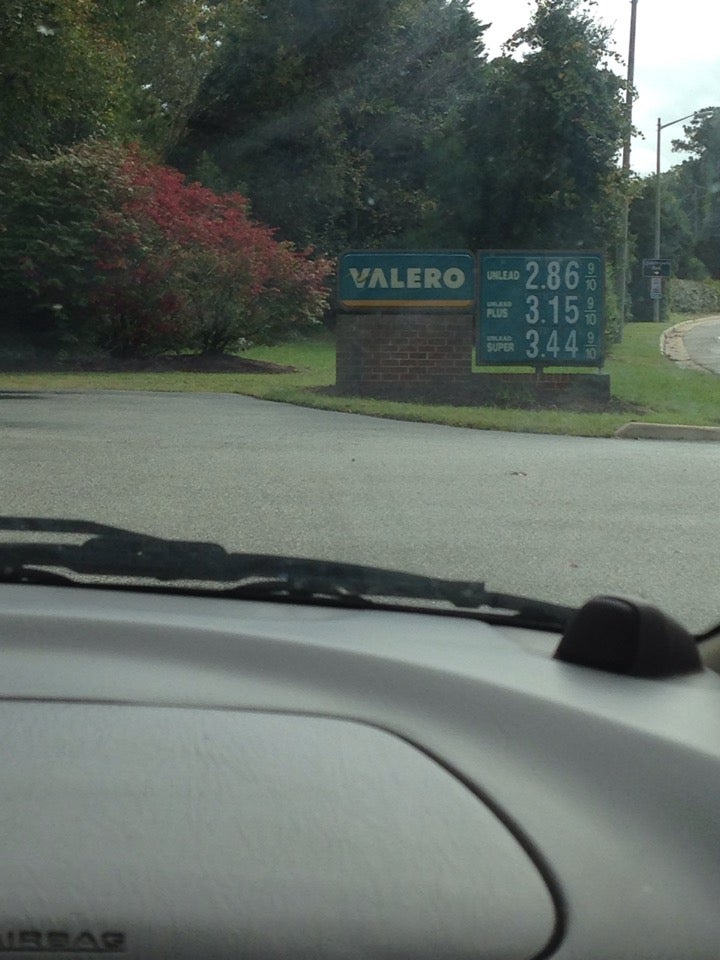 VALERO
UNLEAD 2.86 9/10
UNLEAD PLUS 3.15 9/10
UNLEAD SUPER 3.44 9/10
AIRBAG